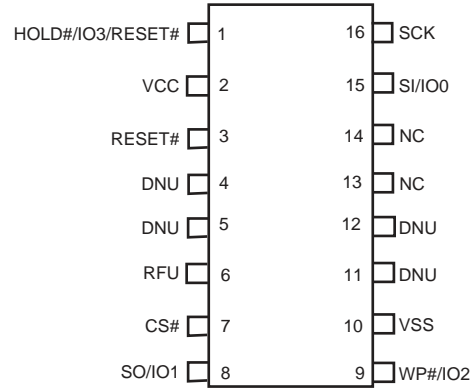 HOLD#/IO3/RESET# 1 16 SCK
VCC 2 15 SI/IO0
RESET# 3 14 NC
DNU 4 13 NC
DNU 5 12 DNU
RFU 6 11 DNU
CS# 7 10 VSS
SO/IO1 8 9 WP#/IO2